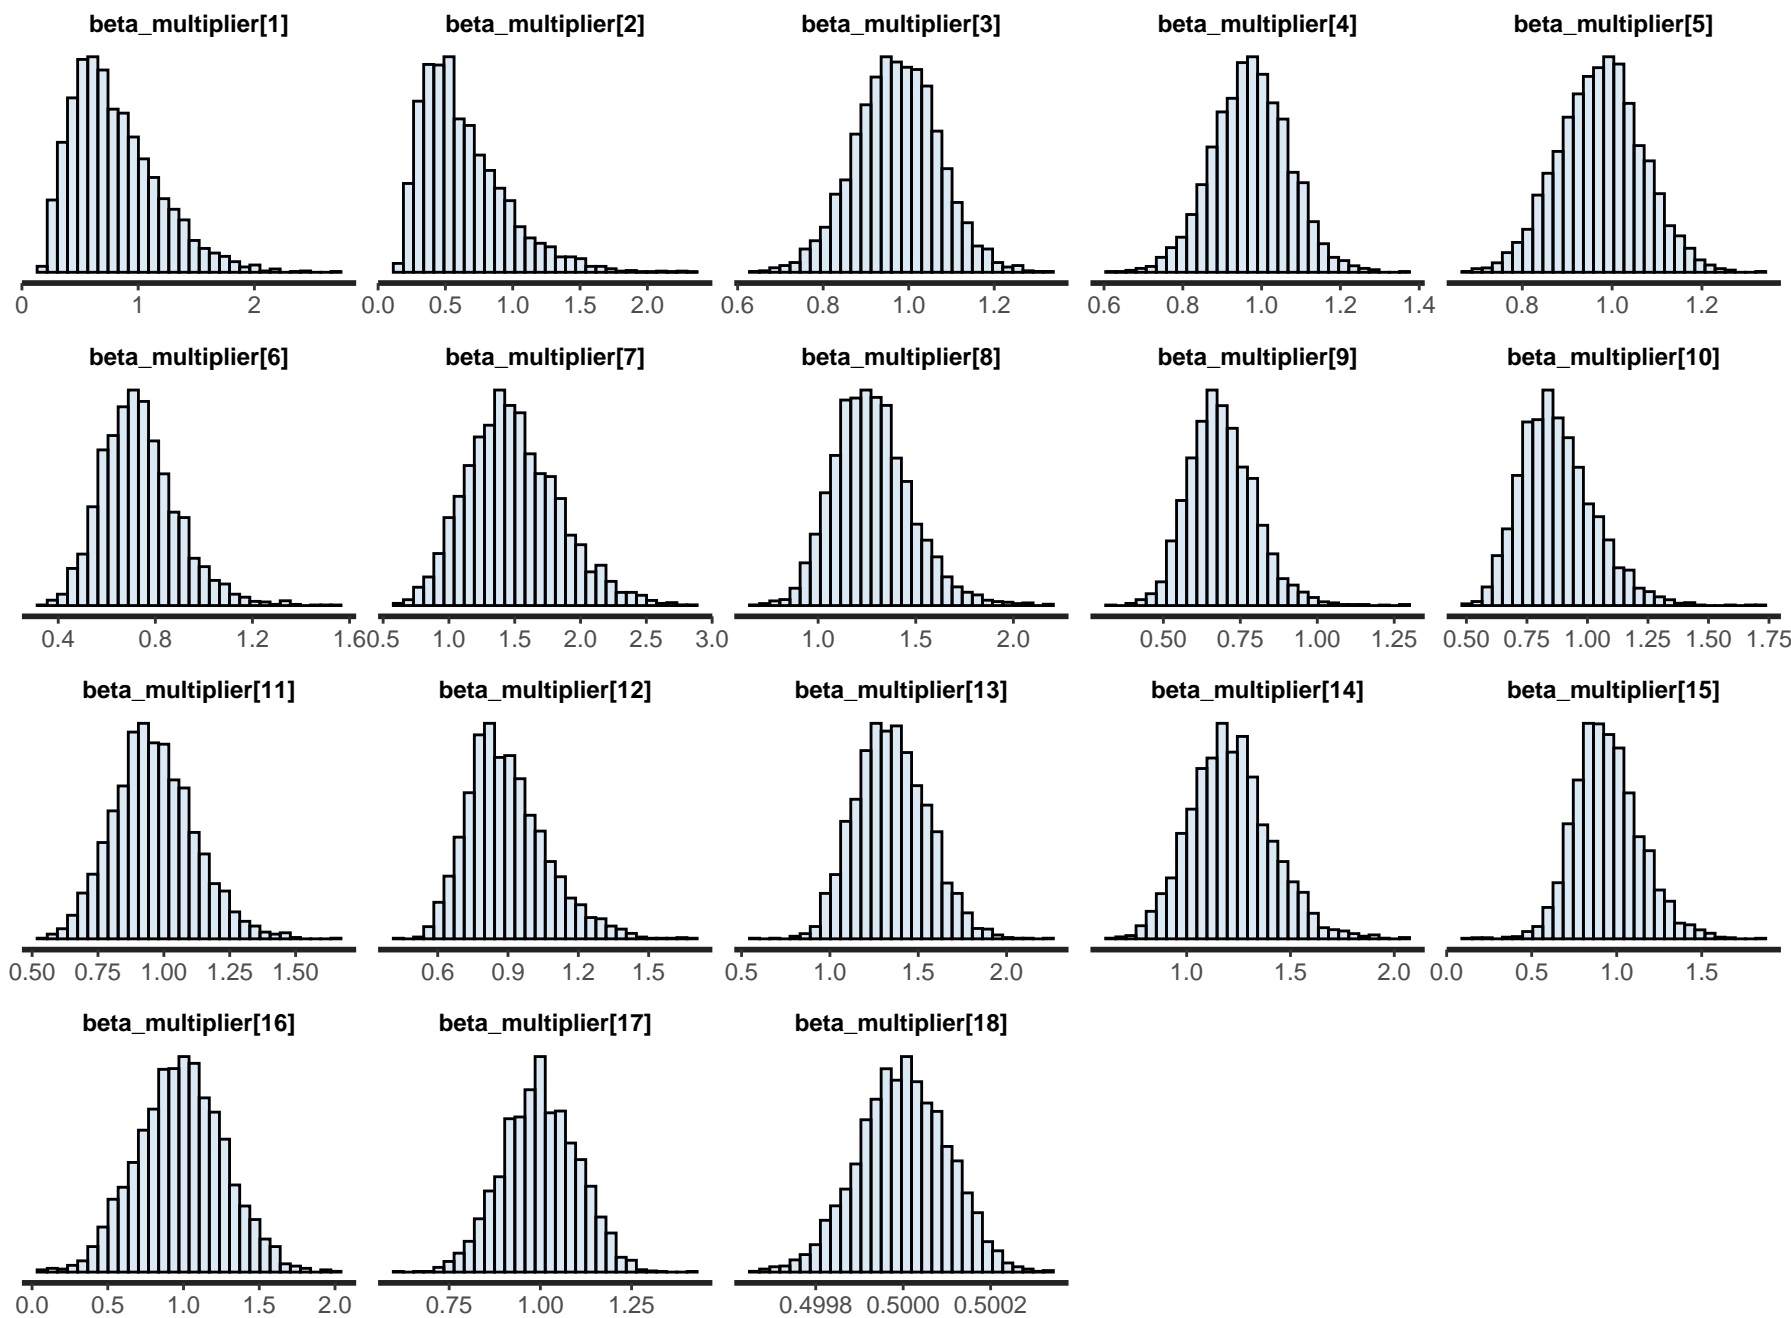 beta_multiplier[1] beta_multiplier[2] beta_multiplier[3] beta_multiplier[4] beta_multiplier[5]
0 1 2 0.0 0.5 1.0 1.5 2.0 0.6 0.8 1.0 1.2 0.6 0.8 1.0 1.2 1.4 0.8 1.0 1.2
beta_multiplier[6] beta_multiplier[7] beta_multiplier[8] beta_multiplier[9] beta_multiplier[10]
0.4 0.8 1.2 1.6 0.5 1.0 1.5 2.0 2.5 3.0 1.0 1.5 2.0 0.50 0.75 1.00 1.25 0.50 0.75 1.00 1.25 1.50 1.75
beta_multiplier[11] beta_multiplier[12] beta_multiplier[13] beta_multiplier[14] beta_multiplier[15]
0.50 0.75 1.00 1.25 1.50 0.6 0.9 1.2 1.5 0.5 1.0 1.5 2.0 1.0 1.5 2.0 0.0 0.5 1.0 1.5
beta_multiplier[16] beta_multiplier[17] beta_multiplier[18]
0.0 0.5 1.0 1.5 2.0 0.75 1.00 1.25 0.4998 0.5000 0.5002